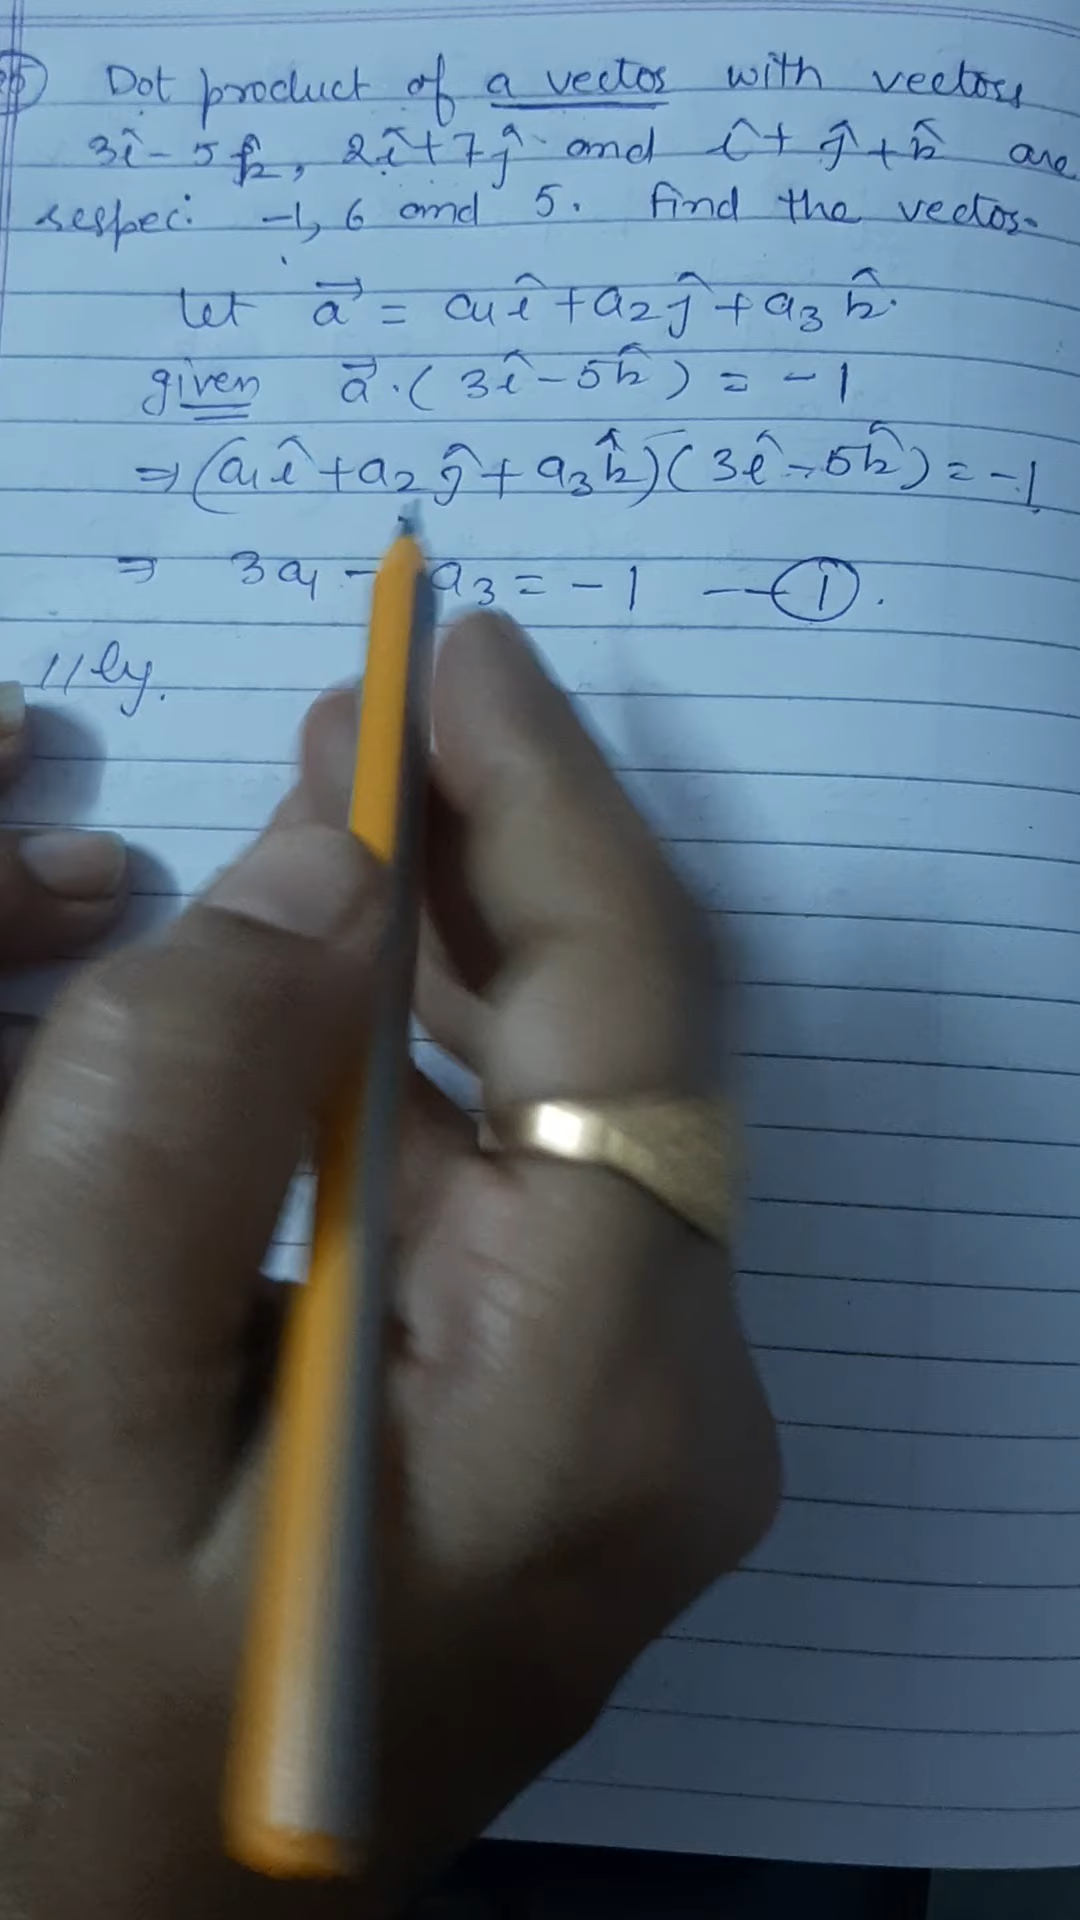 Dot product of a vector with vectors
3î - 5k̂, 2î + 7ĵ and î + ĵ + k̂ are
respec. -1, 6 and 5. Find the vector.
Let a⃗ = a₁î + a₂ĵ + a₃k̂.
given a⃗.(3î - 5k̂) = -1
⇒ (a₁î + a₂ĵ + a₃k̂)(3î - 5k̂) = -1
⇒ 3a₁ - a₃ = -1 — ①.
//ly.